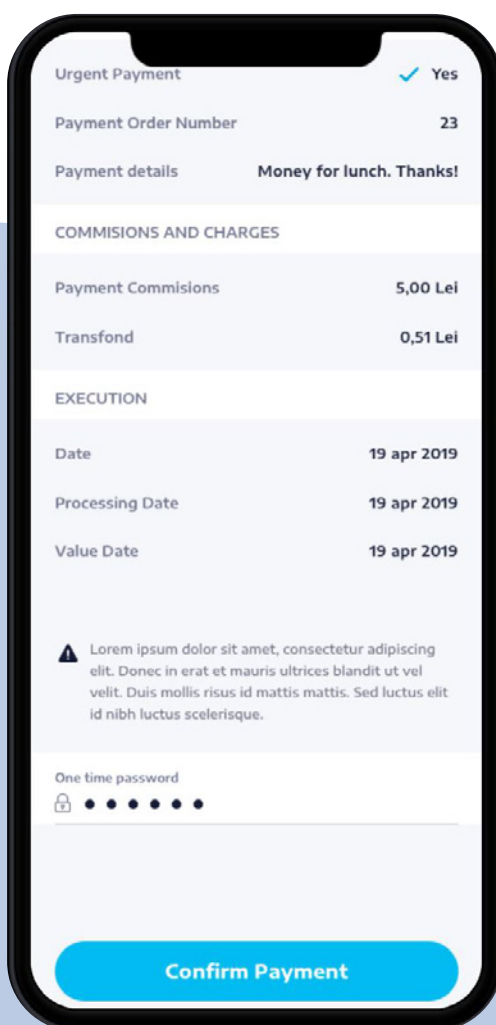 Urgent Payment Yes
Payment Order Number 23
Payment details Money for lunch. Thanks!
COMMISIONS AND CHARGES
Payment Commisions 5,00 Lei
Transfond 0,51 Lei
EXECUTION
Date 19 apr 2019
Processing Date 19 apr 2019
Value Date 19 apr 2019
Lorem ipsum dolor sit amet, consectetur adipiscing
elit. Donec in erat et mauris ultrices blandit ut vel
velit. Duis mollis risus id mattis mattis. Sed luctus elit
id nibh luctus scelerisque.
One time password
Confirm Payment